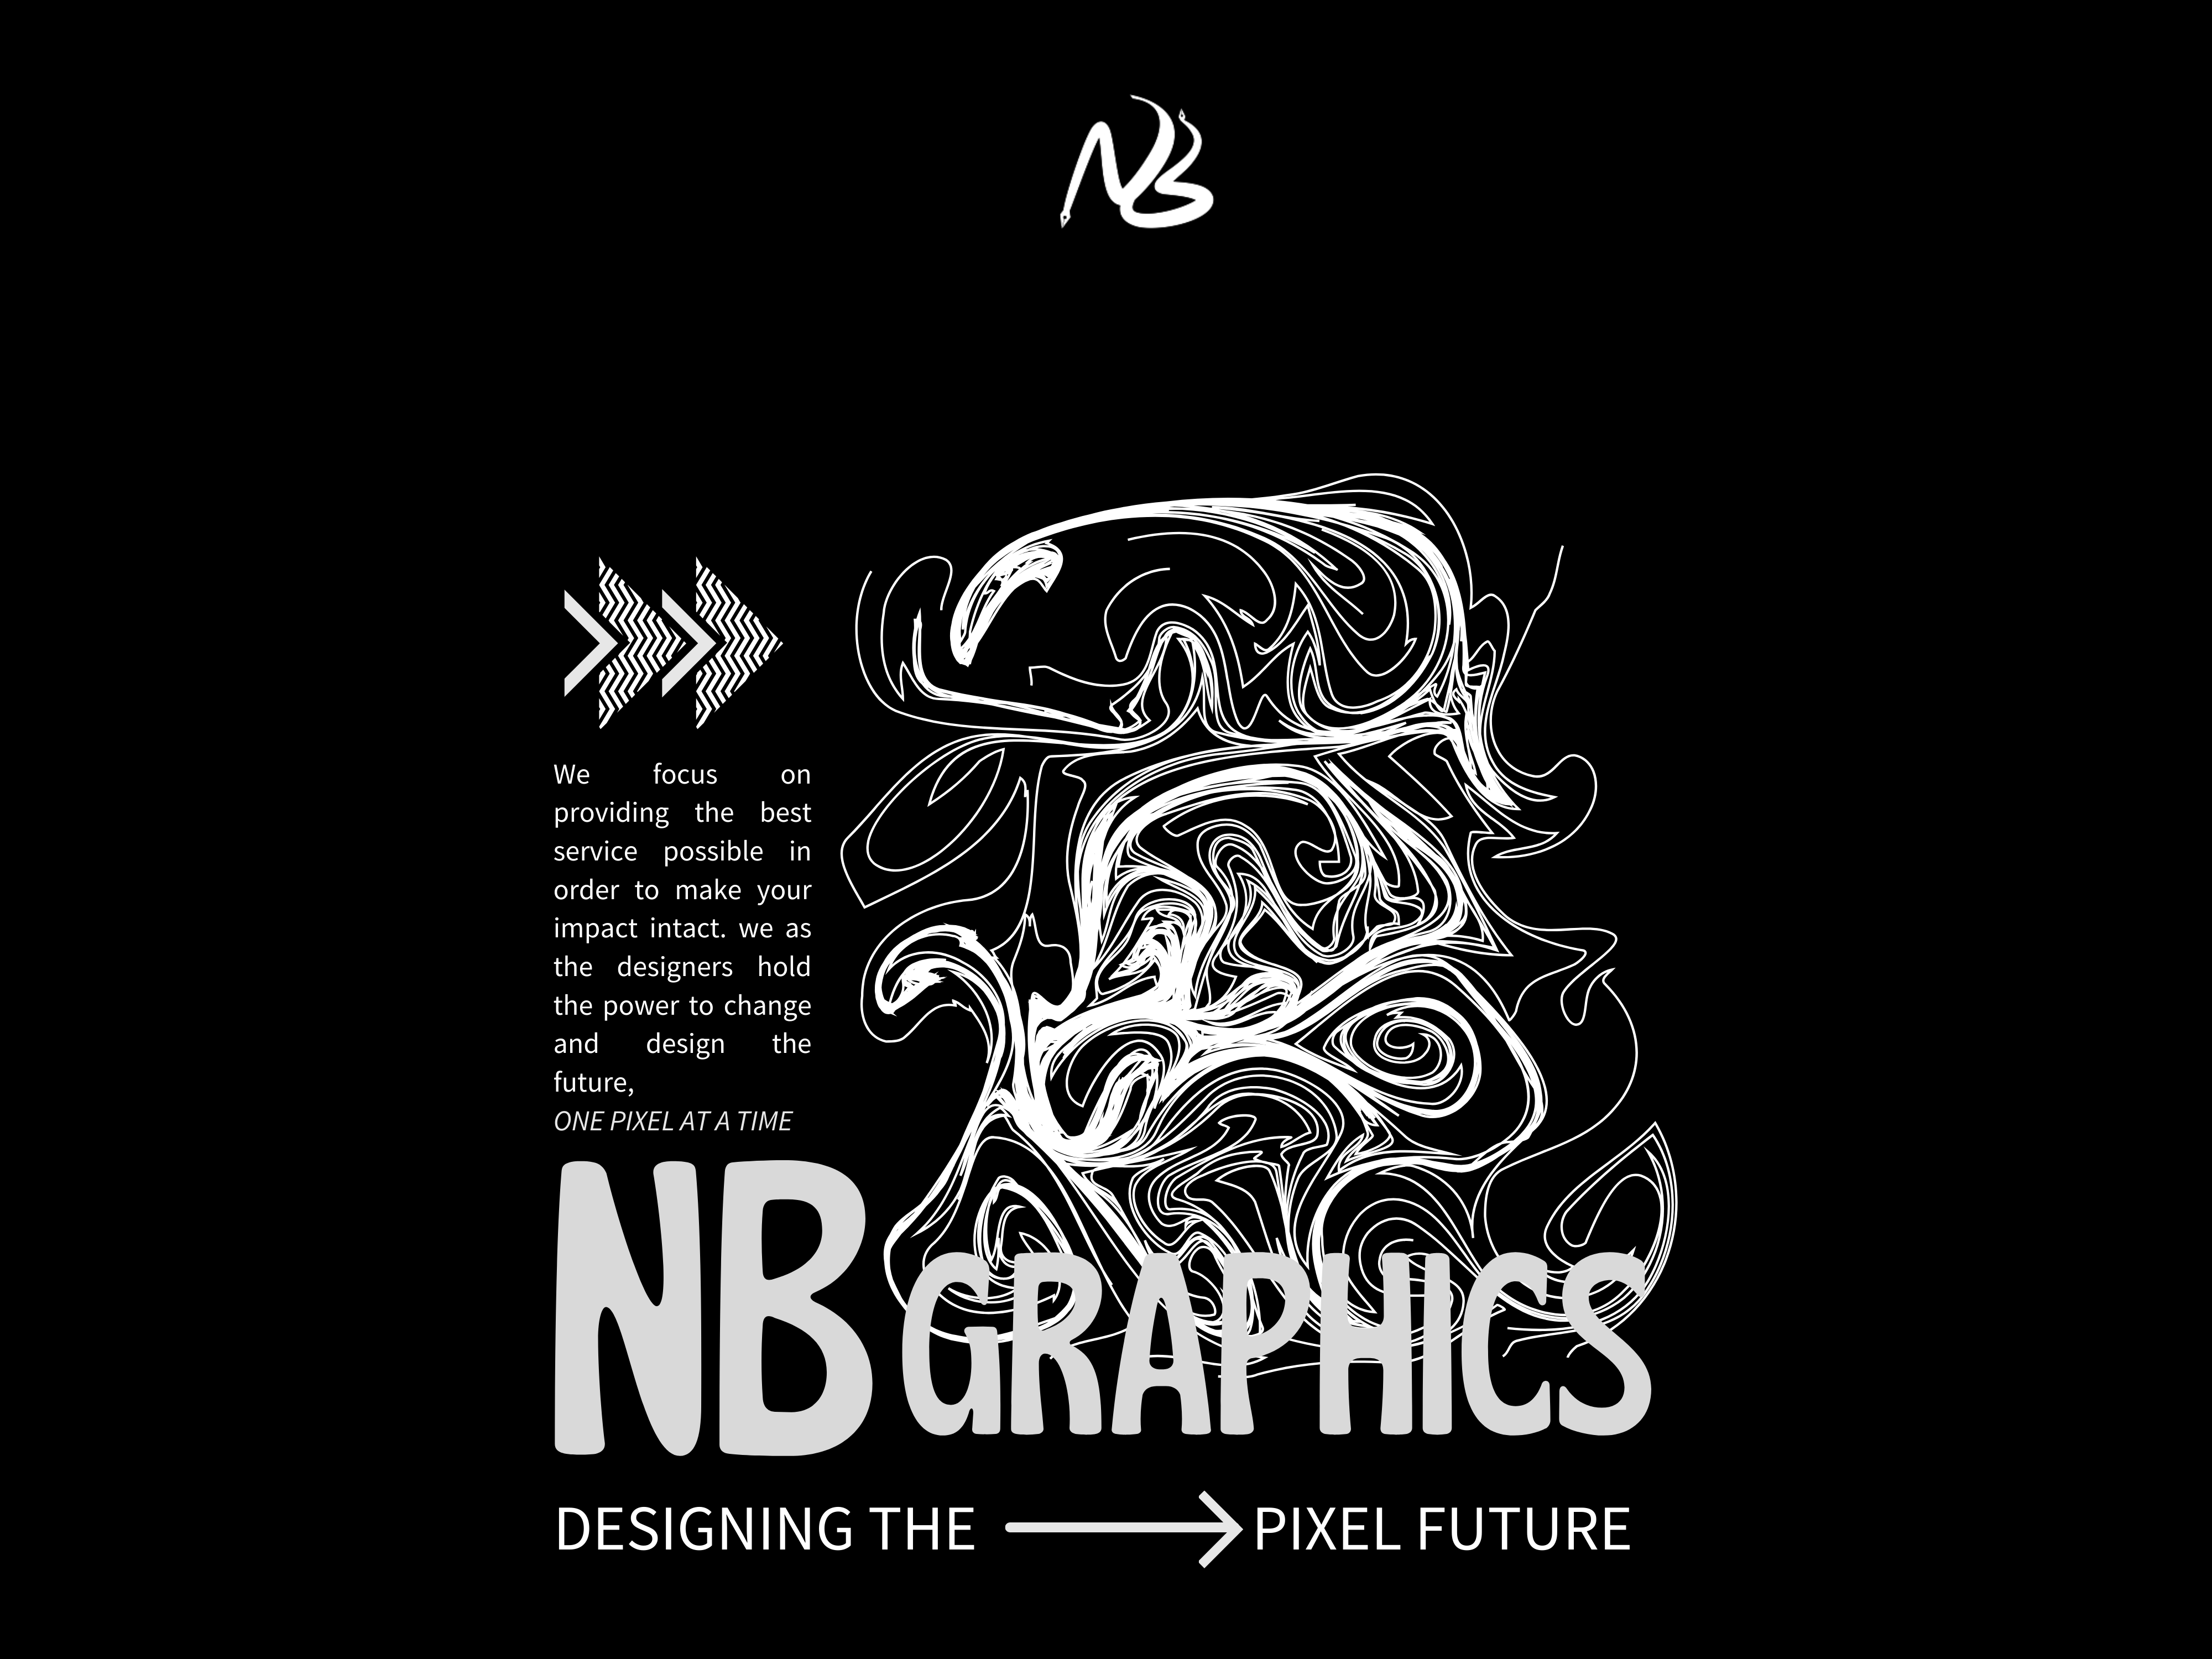 NB
We focus on
providing the best
service possible in
order to make your
impact intact. we as
the designers hold
the power to change
and design the
future,
ONE PIXEL AT A TIME
NB GRAPHICS
DESIGNING THE PIXEL FUTURE